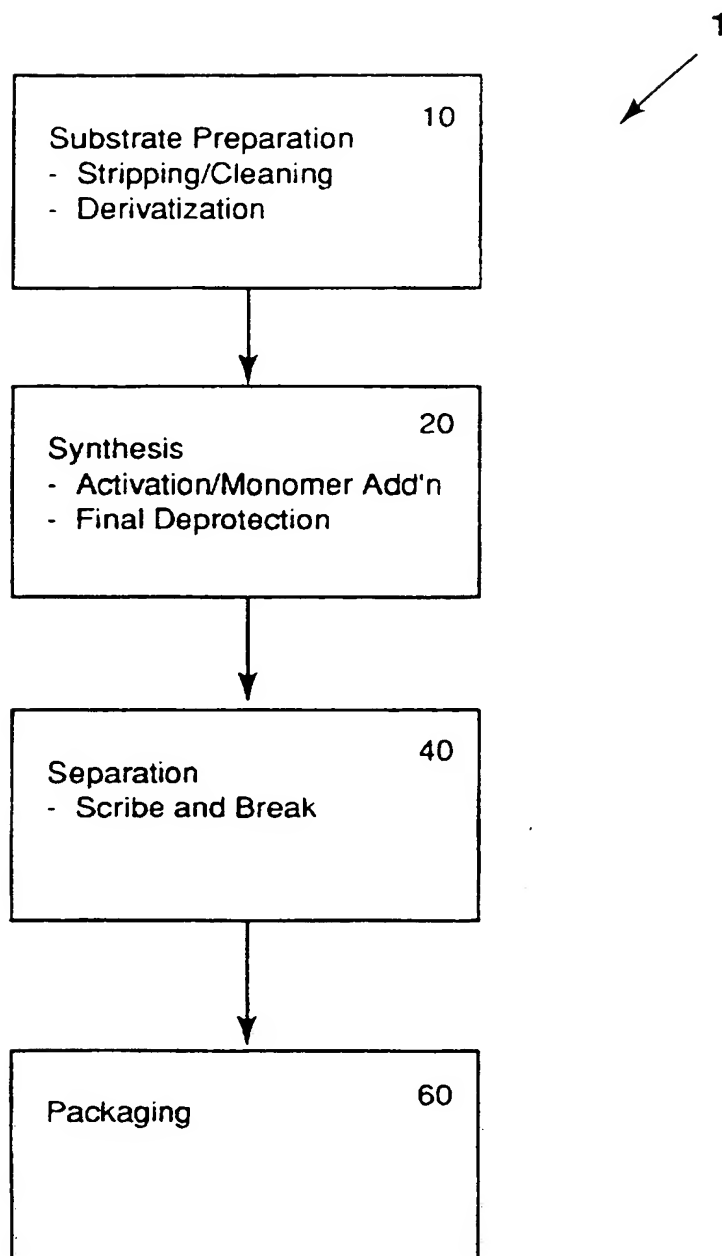 1
10
Substrate Preparation
- Stripping/Cleaning
- Derivatization
20
Synthesis
- Activation/Monomer Add'n
- Final Deprotection
40
Separation
- Scribe and Break
60
Packaging